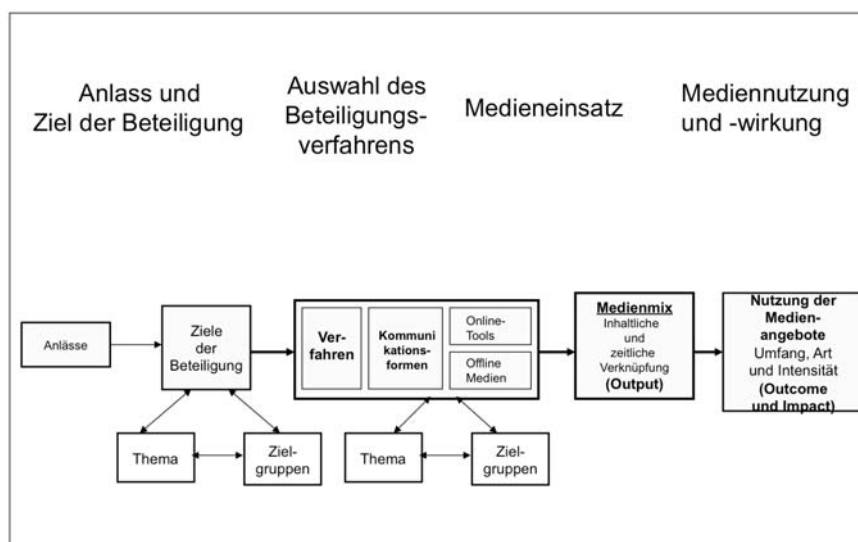 Anlass und
Ziel der Beteiligung
Auswahl des
Beteiligungs-
verfahrens
Medieneinsatz
Mediennutzung
und -wirkung
Anlässe
Ziele
der
Beteiligung
Ver-
fahren
Kommuni
kations-
formen
Online-
Tools
Offline
Medien
Medienmix
Inhaltliche
und
zeitliche
Verknüpfung
(Output)
Nutzung der
Medien-
angebote
Umfang, Art
und Intensität
(Outcome
und Impact)
Thema
Ziel-
gruppen
Thema
Ziel-
gruppen